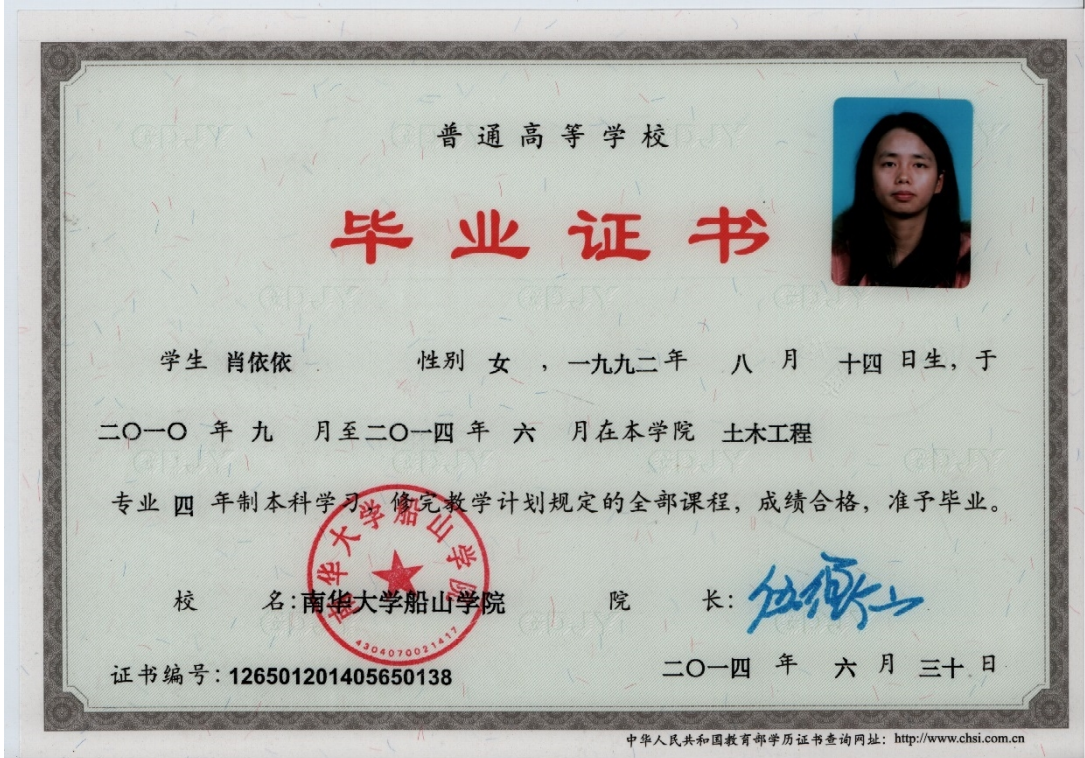 普通高等学校
毕业证书
学生 肖依依 性别 女 ，一九九二 年 八 月 十四 日生，于
二〇一〇 年 九 月至 二〇一四 年 六 月在本学院 土木工程
专业 四 年制本科学习，修完教学计划规定的全部课程，成绩合格，准予毕业。
南华大学船山学院
4304070021417
校 名：南华大学船山学院 院 长：
证书编号：126501201405650138 二〇一四 年 六 月 三十 日
中华人民共和国教育部学历证书查询网址：http://www.chsi.com.cn